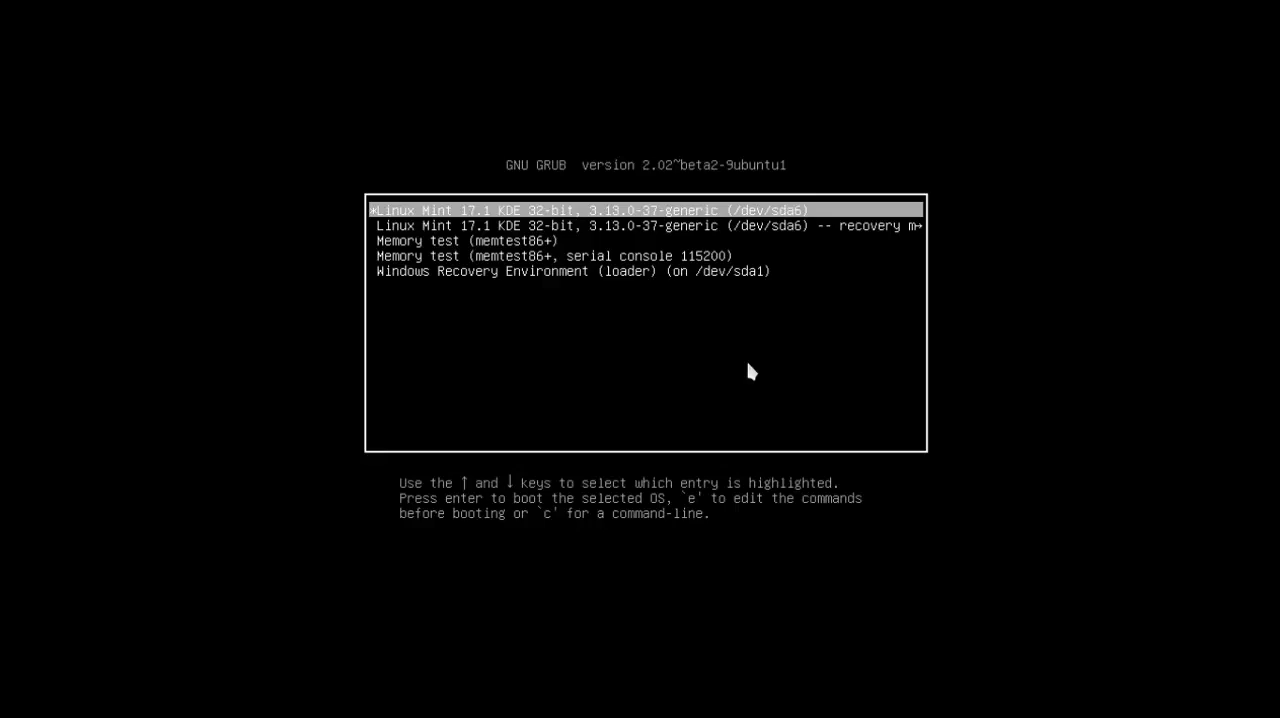 GNU GRUB  version 2.02~beta2-9ubuntu1
*Linux Mint 17.1 KDE 32-bit, 3.13.0-37-generic (/dev/sda6)
Linux Mint 17.1 KDE 32-bit, 3.13.0-37-generic (/dev/sda6) -- recovery m→
Memory test (memtest86+)
Memory test (memtest86+, serial console 115200)
Windows Recovery Environment (loader) (on /dev/sda1)
Use the ↑ and ↓ keys to select which entry is highlighted.
Press enter to boot the selected OS, `e' to edit the commands
before booting or `c' for a command-line.